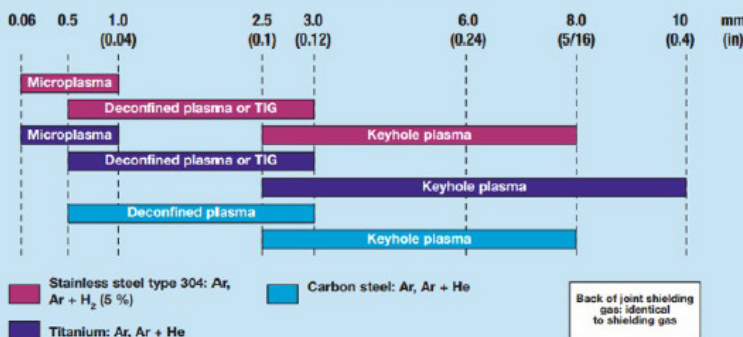 0.06 0.5 1.0 2.5 3.0 6.0 8.0 10 mm
(0.04) (0.1) (0.12) (0.24) (5/16) (0.4) (in)
Microplasma
Deconfined plasma or TIG
Microplasma Keyhole plasma
Deconfined plasma or TIG
Keyhole plasma
Deconfined plasma
Keyhole plasma
Stainless steel type 304: Ar,
Ar + H₂ (5 %)
Carbon steel: Ar, Ar + He
Titanium: Ar, Ar + He
Back of joint shielding
gas: identical
to shielding gas